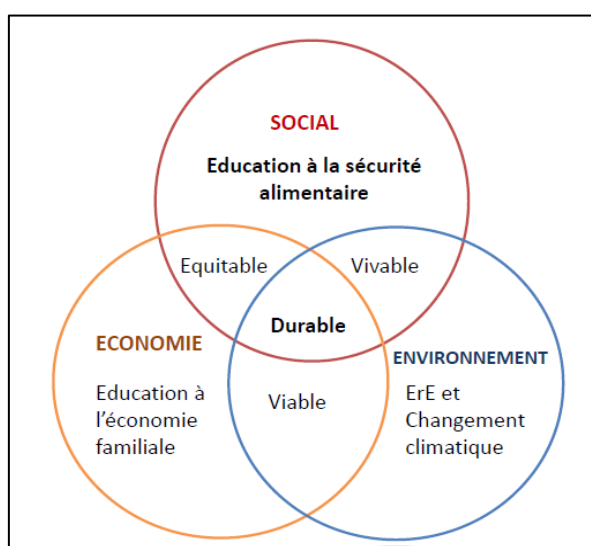 SOCIAL
Education à la sécurité
alimentaire
Equitable
Vivable
Durable
ECONOMIE
Education à
l'économie
familiale
Viable
ENVIRONNEMENT
ErE et
Changement
climatique